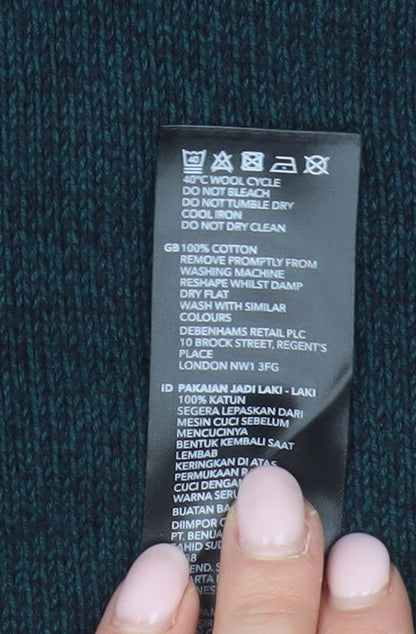 40
40°C WOOL CYCLE
DO NOT BLEACH
DO NOT TUMBLE DRY
COOL IRON
DO NOT DRY CLEAN
GB 100% COTTON
REMOVE PROMPTLY FROM
WASHING MACHINE
RESHAPE WHILST DAMP
DRY FLAT
WASH WITH SIMILAR
COLOURS
DEBENHAMS RETAIL PLC
10 BROCK STREET, REGENT'S
PLACE
LONDON NW1 3FG
ID PAKAIAN JADI LAKI - LAKI
100% KATUN
SEGERA LEPASKAN DARI
MESIN CUCI SEBELUM
MENCUCINYA
BENTUK KEMBALI SAAT
LEMBAB
KERINGKAN DI ATAS
PERMUKAAN
CUCI DENGAN
WARNA
BUATAN
DIIMPOR
PT.